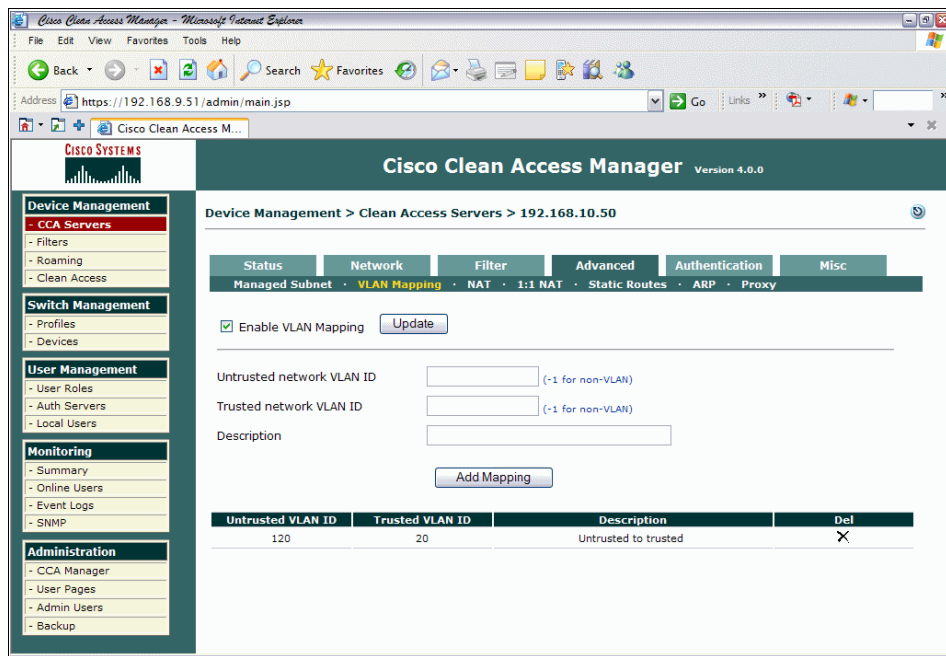 Cisco Clean Access Manager - Microsoft Internet Explorer
File Edit View Favorites Tools Help
Back Search Favorites
Address https://192.168.9.51/admin/main.jsp Go Links »
Cisco Clean Access M...
CISCO SYSTEMS
Cisco Clean Access Manager Version 4.0.0
Device Management
- CCA Servers
- Filters
- Roaming
- Clean Access
Switch Management
- Profiles
- Devices
User Management
- User Roles
- Auth Servers
- Local Users
Monitoring
- Summary
- Online Users
- Event Logs
- SNMP
Administration
- CCA Manager
- User Pages
- Admin Users
- Backup
Device Management > Clean Access Servers > 192.168.10.50
Status Network Filter Advanced Authentication Misc
Managed Subnet · VLAN Mapping · NAT · 1:1 NAT · Static Routes · ARP · Proxy
Enable VLAN Mapping Update
Untrusted network VLAN ID (-1 for non-VLAN)
Trusted network VLAN ID (-1 for non-VLAN)
Description
Add Mapping
Untrusted VLAN ID Trusted VLAN ID Description Del
120 20 Untrusted to trusted